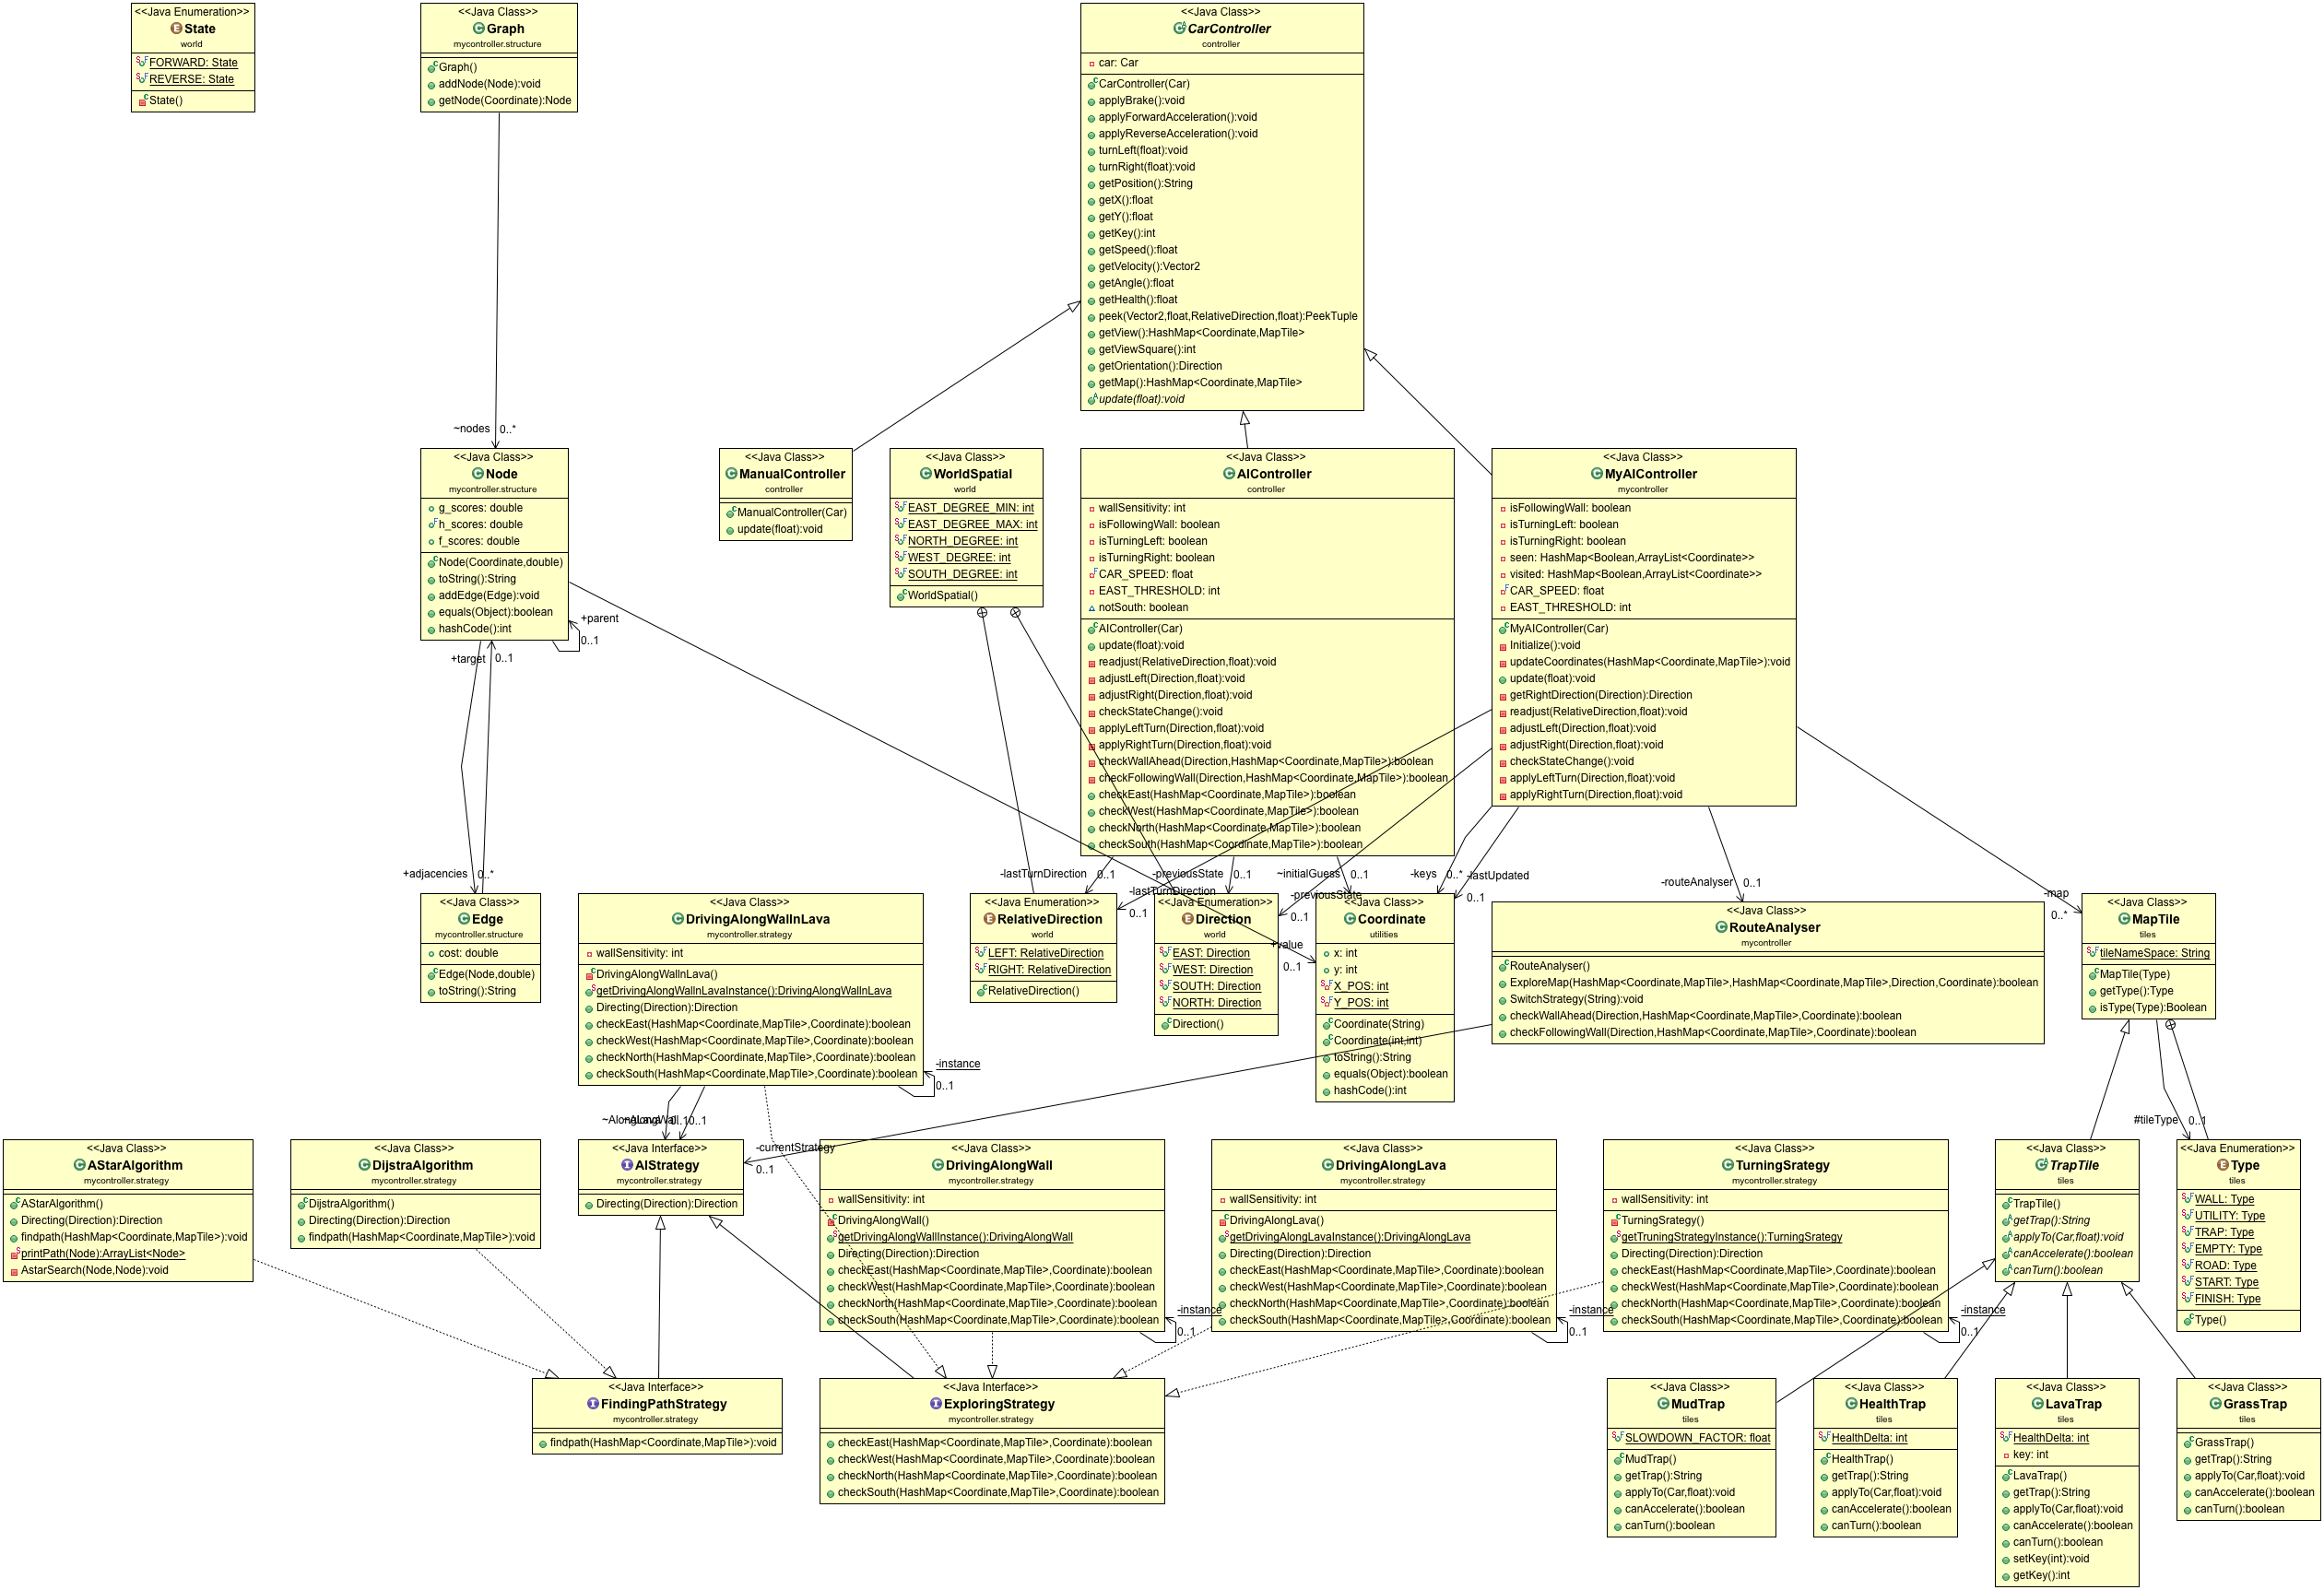 <<Java Enumeration>>
State
world
FORWARD: State
REVERSE: State
State()
<<Java Class>>
Graph
mycontroller.structure
Graph()
addNode(Node):void
getNode(Coordinate):Node
<<Java Class>>
CarController
controller
car: Car
CarController(Car)
applyBrake():void
applyForwardAcceleration():void
applyReverseAcceleration():void
turnLeft(float):void
turnRight(float):void
getPosition():String
getX():float
getY():float
getKey():int
getSpeed():float
getVelocity():Vector2
getAngle():float
getHealth():float
peek(Vector2,float,RelativeDirection,float):PeekTuple
getView():HashMap<Coordinate,MapTile>
getViewSquare():int
getOrientation():Direction
getMap():HashMap<Coordinate,MapTile>
update(float):void
~nodes
0..*
<<Java Class>>
Node
mycontroller.structure
g_scores: double
h_scores: double
f_scores: double
Node(Coordinate,double)
toString():String
addEdge(Edge):void
equals(Object):boolean
hashCode():int
+parent
0..1
+target
0..1
<<Java Class>>
ManualController
controller
ManualController(Car)
update(float):void
<<Java Class>>
WorldSpatial
world
EAST_DEGREE_MIN: int
EAST_DEGREE_MAX: int
NORTH_DEGREE: int
WEST_DEGREE: int
SOUTH_DEGREE: int
WorldSpatial()
<<Java Class>>
AIController
controller
wallSensitivity: int
isFollowingWall: boolean
isTurningLeft: boolean
isTurningRight: boolean
CAR_SPEED: float
EAST_THRESHOLD: int
notSouth: boolean
AIController(Car)
update(float):void
readjust(RelativeDirection,float):void
adjustLeft(Direction,float):void
adjustRight(Direction,float):void
checkStateChange():void
applyLeftTurn(Direction,float):void
applyRightTurn(Direction,float):void
checkWallAhead(Direction,HashMap<Coordinate,MapTile>):boolean
checkFollowingWall(Direction,HashMap<Coordinate,MapTile>):boolean
checkEast(HashMap<Coordinate,MapTile>):boolean
checkWest(HashMap<Coordinate,MapTile>):boolean
checkNorth(HashMap<Coordinate,MapTile>):boolean
checkSouth(HashMap<Coordinate,MapTile>):boolean
<<Java Class>>
MyAIController
mycontroller
isFollowingWall: boolean
isTurningLeft: boolean
isTurningRight: boolean
seen: HashMap<Boolean,ArrayList<Coordinate>>
visited: HashMap<Boolean,ArrayList<Coordinate>>
CAR_SPEED: float
EAST_THRESHOLD: int
MyAIController(Car)
Initialize():void
updateCoordinates(HashMap<Coordinate,MapTile>):void
update(float):void
getRightDirection(Direction):Direction
readjust(RelativeDirection,float):void
adjustLeft(Direction,float):void
adjustRight(Direction,float):void
checkStateChange():void
applyLeftTurn(Direction,float):void
applyRightTurn(Direction,float):void
+adjacencies
0..*
-lastTurnDirection
0..1
-lastTurnDirection
0..1
-previousState
0..1
~initialGuess
0..1
-previousState
0..1
-keys
0..*
-lastUpdated
0..1
-routeAnalyser
0..1
-map
0..*
+value
0..1
<<Java Class>>
Edge
mycontroller.structure
cost: double
Edge(Node,double)
toString():String
<<Java Class>>
DrivingAlongWallnLava
mycontroller.strategy
wallSensitivity: int
DrivingAlongWallnLava()
getDrivingAlongWallnLavaInstance():DrivingAlongWallnLava
Directing(Direction):Direction
checkEast(HashMap<Coordinate,MapTile>,Coordinate):boolean
checkWest(HashMap<Coordinate,MapTile>,Coordinate):boolean
checkNorth(HashMap<Coordinate,MapTile>,Coordinate):boolean
checkSouth(HashMap<Coordinate,MapTile>,Coordinate):boolean
-instance
0..1
<<Java Enumeration>>
RelativeDirection
world
LEFT: RelativeDirection
RIGHT: RelativeDirection
RelativeDirection()
<<Java Enumeration>>
Direction
world
EAST: Direction
WEST: Direction
SOUTH: Direction
NORTH: Direction
Direction()
<<Java Class>>
Coordinate
utilities
x: int
y: int
X_POS: int
Y_POS: int
Coordinate(String)
Coordinate(int,int)
toString():String
equals(Object):boolean
hashCode():int
<<Java Class>>
RouteAnalyser
mycontroller
RouteAnalyser()
ExploreMap(HashMap<Coordinate,MapTile>,HashMap<Coordinate,MapTile>,Direction,Coordinate):boolean
SwitchStrategy(String):void
checkWallAhead(Direction,HashMap<Coordinate,MapTile>,Coordinate):boolean
checkFollowingWall(Direction,HashMap<Coordinate,MapTile>,Coordinate):boolean
<<Java Class>>
MapTile
tiles
tileNameSpace: String
MapTile(Type)
getType():Type
isType(Type):Boolean
#tileType
0..1
~AlongWall
0..1
0..1
-currentStrategy
0..1
<<Java Class>>
AStarAlgorithm
mycontroller.strategy
AStarAlgorithm()
Directing(Direction):Direction
findpath(HashMap<Coordinate,MapTile>):void
printPath(Node):ArrayList<Node>
AstarSearch(Node,Node):void
<<Java Class>>
DijstraAlgorithm
mycontroller.strategy
DijstraAlgorithm()
Directing(Direction):Direction
findpath(HashMap<Coordinate,MapTile>):void
<<Java Interface>>
AIStrategy
mycontroller.strategy
Directing(Direction):Direction
<<Java Class>>
DrivingAlongWall
mycontroller.strategy
wallSensitivity: int
DrivingAlongWall()
getDrivingAlongWallInstance():DrivingAlongWall
Directing(Direction):Direction
checkEast(HashMap<Coordinate,MapTile>,Coordinate):boolean
checkWest(HashMap<Coordinate,MapTile>,Coordinate):boolean
checkNorth(HashMap<Coordinate,MapTile>,Coordinate):boolean
checkSouth(HashMap<Coordinate,MapTile>,Coordinate):boolean
-instance
0..1
<<Java Class>>
DrivingAlongLava
mycontroller.strategy
wallSensitivity: int
DrivingAlongLava()
getDrivingAlongLavaInstance():DrivingAlongLava
Directing(Direction):Direction
checkEast(HashMap<Coordinate,MapTile>,Coordinate):boolean
checkWest(HashMap<Coordinate,MapTile>,Coordinate):boolean
checkNorth(HashMap<Coordinate,MapTile>,Coordinate):boolean
checkSouth(HashMap<Coordinate,MapTile>,Coordinate):boolean
-instance
0..1
<<Java Class>>
TurningSrategy
mycontroller.strategy
wallSensitivity: int
TurningSrategy()
getTruningStrategyInstance():TurningSrategy
Directing(Direction):Direction
checkEast(HashMap<Coordinate,MapTile>,Coordinate):boolean
checkWest(HashMap<Coordinate,MapTile>,Coordinate):boolean
checkNorth(HashMap<Coordinate,MapTile>,Coordinate):boolean
checkSouth(HashMap<Coordinate,MapTile>,Coordinate):boolean
-instance
0..1
<<Java Class>>
TrapTile
tiles
TrapTile()
getTrap():String
applyTo(Car,float):void
canAccelerate():boolean
canTurn():boolean
<<Java Enumeration>>
Type
tiles
WALL: Type
UTILITY: Type
TRAP: Type
EMPTY: Type
ROAD: Type
START: Type
FINISH: Type
Type()
<<Java Interface>>
FindingPathStrategy
mycontroller.strategy
findpath(HashMap<Coordinate,MapTile>):void
<<Java Interface>>
ExploringStrategy
mycontroller.strategy
checkEast(HashMap<Coordinate,MapTile>,Coordinate):boolean
checkWest(HashMap<Coordinate,MapTile>,Coordinate):boolean
checkNorth(HashMap<Coordinate,MapTile>,Coordinate):boolean
checkSouth(HashMap<Coordinate,MapTile>,Coordinate):boolean
<<Java Class>>
MudTrap
tiles
SLOWDOWN_FACTOR: float
MudTrap()
getTrap():String
applyTo(Car,float):void
canAccelerate():boolean
canTurn():boolean
<<Java Class>>
HealthTrap
tiles
HealthDelta: int
HealthTrap()
getTrap():String
applyTo(Car,float):void
canAccelerate():boolean
canTurn():boolean
<<Java Class>>
LavaTrap
tiles
HealthDelta: int
key: int
LavaTrap()
getTrap():String
applyTo(Car,float):void
canAccelerate():boolean
canTurn():boolean
setKey(int):void
getKey():int
<<Java Class>>
GrassTrap
tiles
GrassTrap()
getTrap():String
applyTo(Car,float):void
canAccelerate():boolean
canTurn():boolean